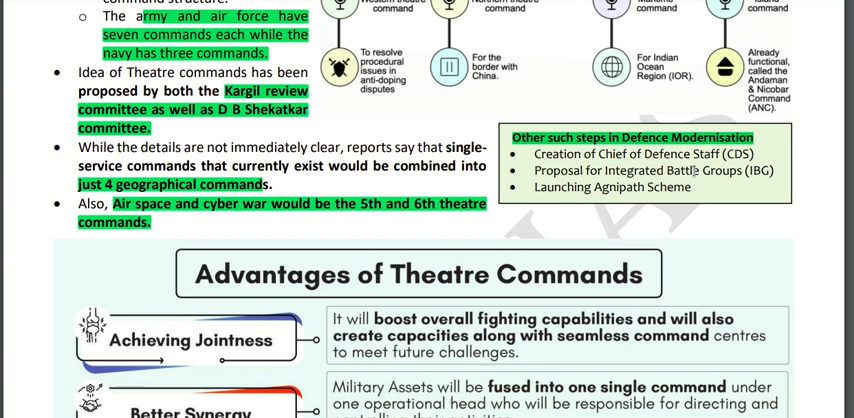 command structure.
○ The army and air force have
seven commands each while the
navy has three commands.
• Idea of Theatre commands has been
proposed by both the Kargil review
committee as well as D B Shekatkar
committee.
• While the details are not immediately clear, reports say that single-
service commands that currently exist would be combined into
just 4 geographical commands.
• Also, Air space and cyber war would be the 5th and 6th theatre
commands.
Western theatre
command
Northern theatre
command
Maritime
command
Island
command
To resolve
procedural
issues in
anti-doping
disputes
For the
border with
China.
For Indian
Ocean
Region (IOR).
Already
functional,
called the
Andaman
& Nicobar
Command
(ANC).
Other such steps in Defence Modernisation
• Creation of Chief of Defence Staff (CDS)
• Proposal for Integrated Battle Groups (IBG)
• Launching Agnipath Scheme
Advantages of Theatre Commands
Achieving Jointness
It will boost overall fighting capabilities and will also
create capacities along with seamless command centres
to meet future challenges.
Better Synergy
Military Assets will be fused into one single command under
one operational head who will be responsible for directing and
controlling their activities.